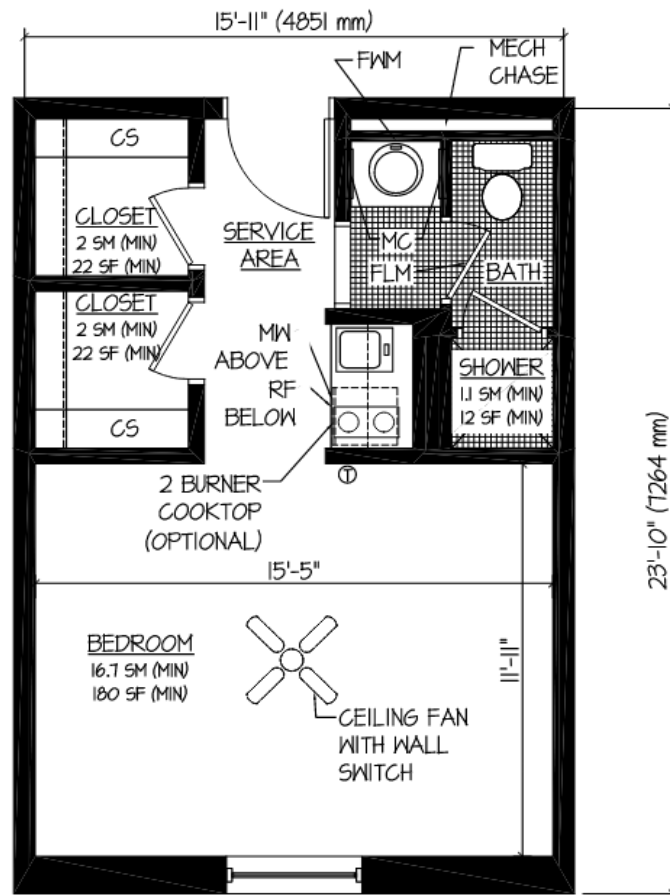 15'-11" (4851 mm)
FWM
MECH
CHASE
CS
CLOSET
2 SM (MIN)
22 SF (MIN)
SERVICE
AREA
MC
FLM
BATH
CLOSET
2 SM (MIN)
22 SF (MIN)
CS
MW
ABOVE
RF
BELOW
SHOWER
1.1 SM (MIN)
12 SF (MIN)
2 BURNER
COOKTOP
(OPTIONAL)
T
23'-10" (7264 mm)
15'-5"
11'-11"
BEDROOM
16.7 SM (MIN)
180 SF (MIN)
CEILING FAN
WITH WALL
SWITCH